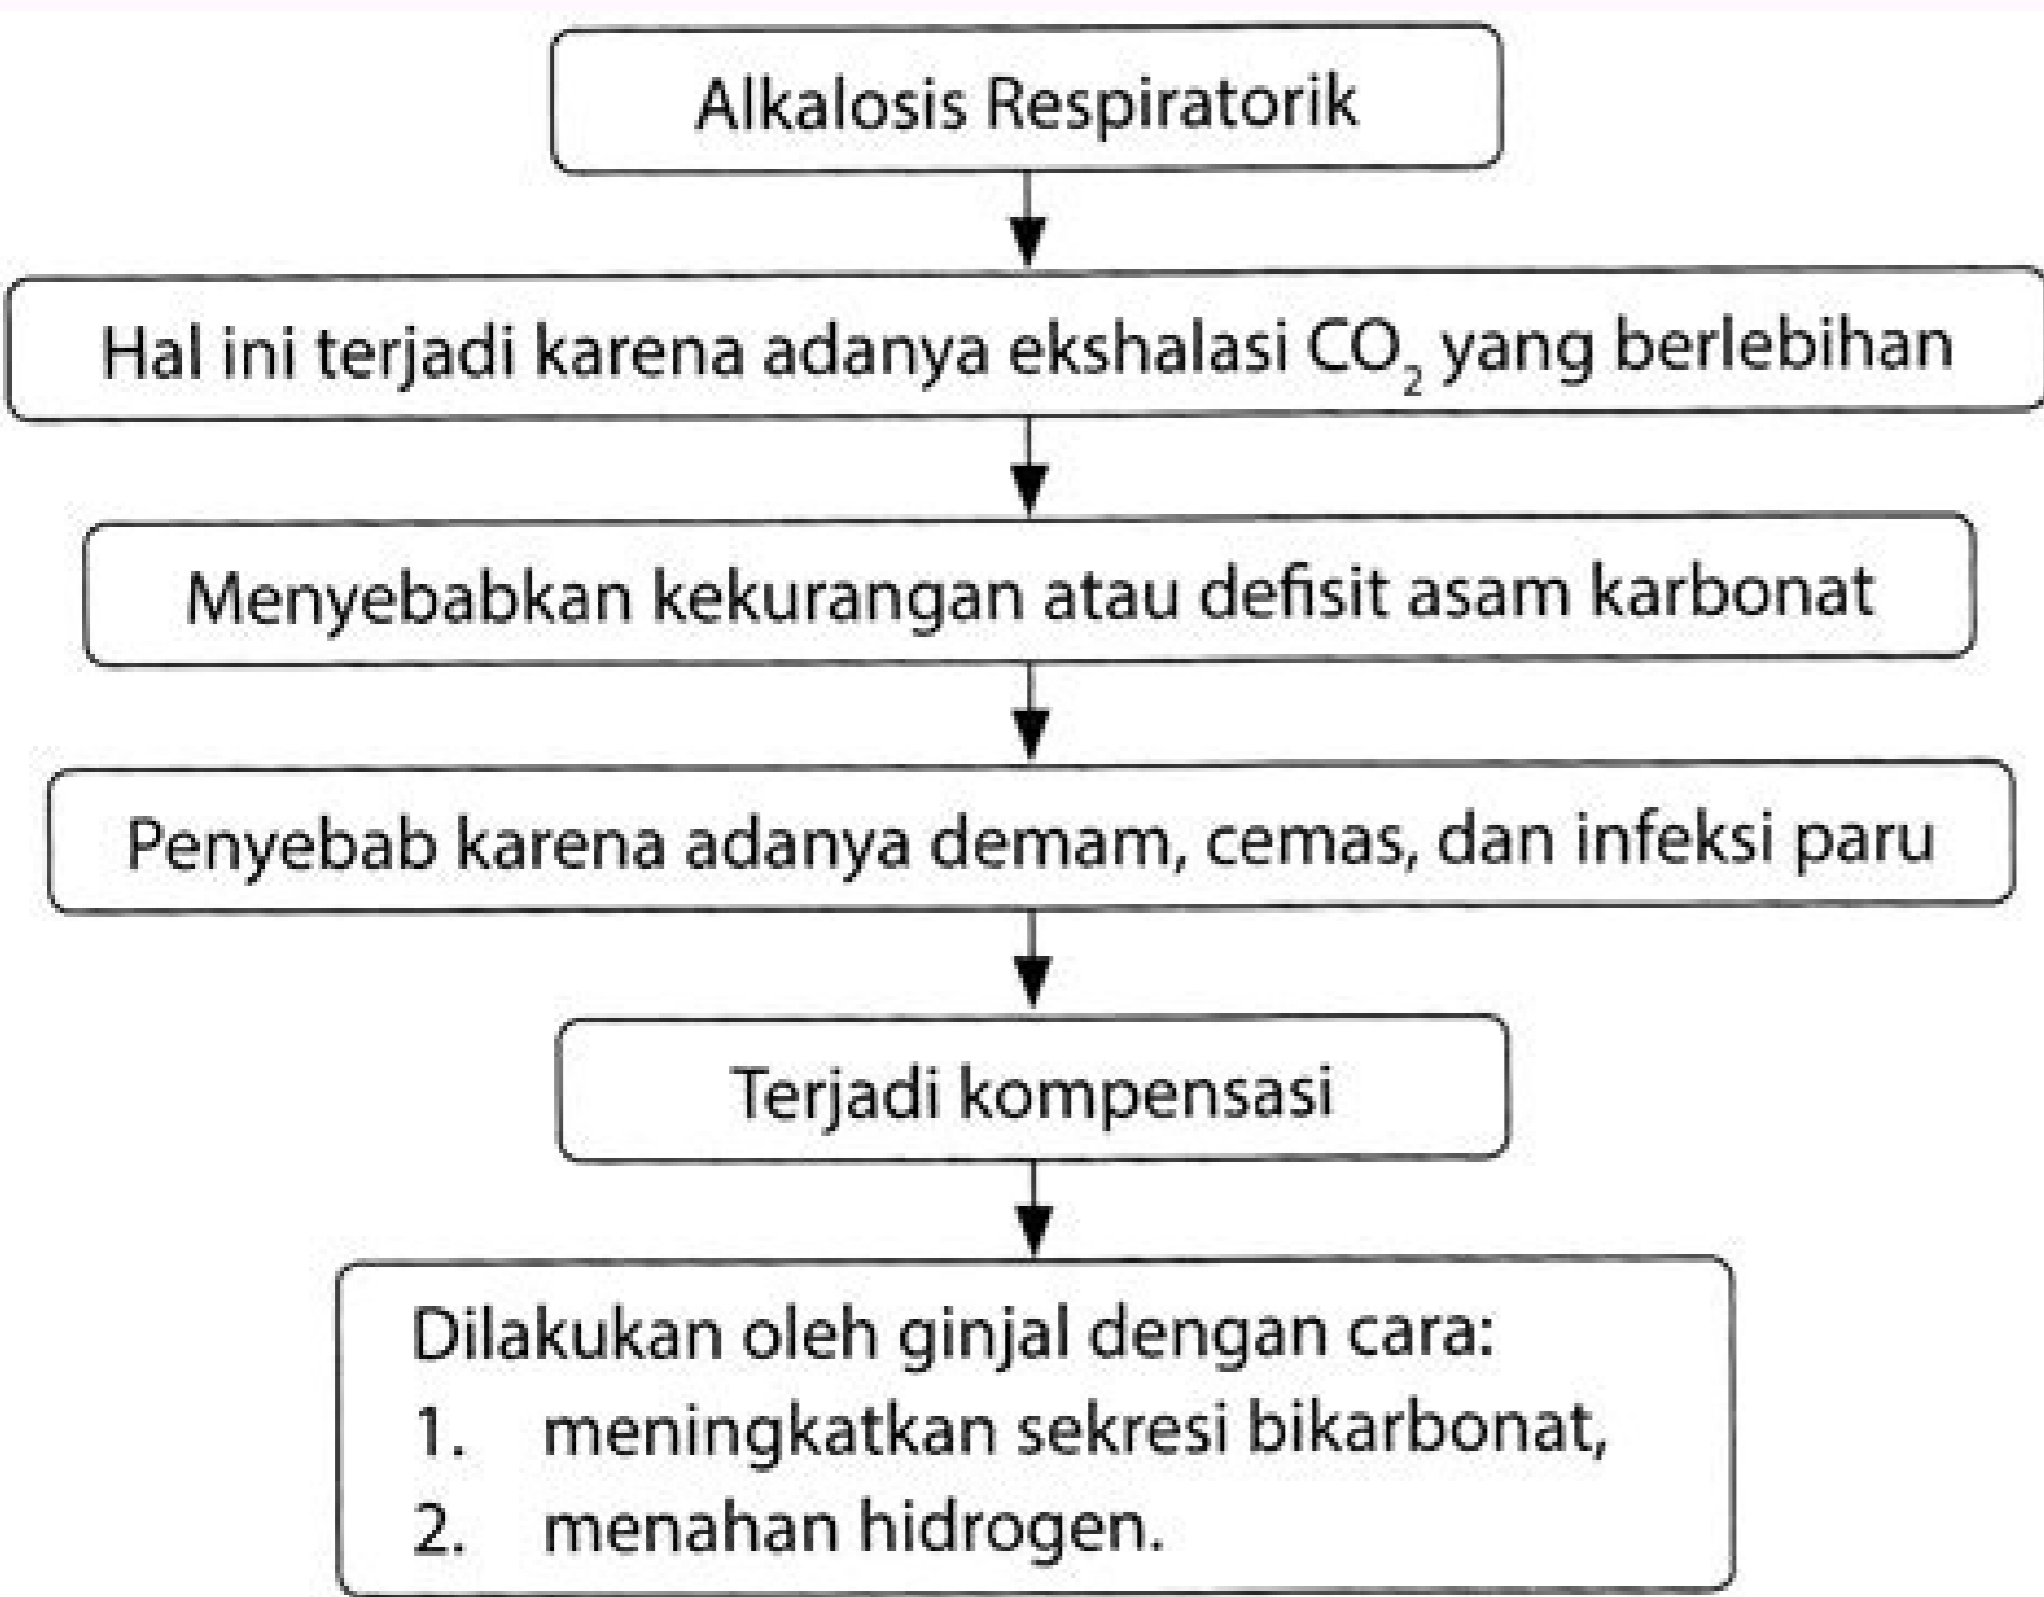 Alkalosis Respiratorik
Hal ini terjadi karena adanya ekshalasi CO₂ yang berlebihan
Menyebabkan kekurangan atau defisit asam karbonat
Penyebab karena adanya demam, cemas, dan infeksi paru
Terjadi kompensasi
Dilakukan oleh ginjal dengan cara:
1. meningkatkan sekresi bikarbonat,
2. menahan hidrogen.